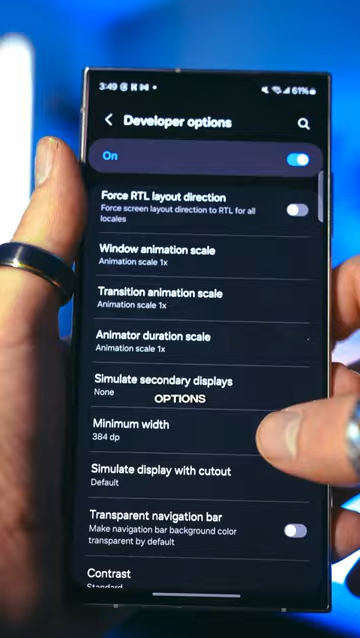 3:49
61%
Developer options
On
Force RTL layout direction
Force screen layout direction to RTL for all
locales
Window animation scale
Animation scale 1x
Transition animation scale
Animation scale 1x
Animator duration scale
Animation scale 1x
Simulate secondary displays
None
OPTIONS
Minimum width
384 dp
Simulate display with cutout
Default
Transparent navigation bar
Make navigation bar background color
transparent by default
Contrast
Standard